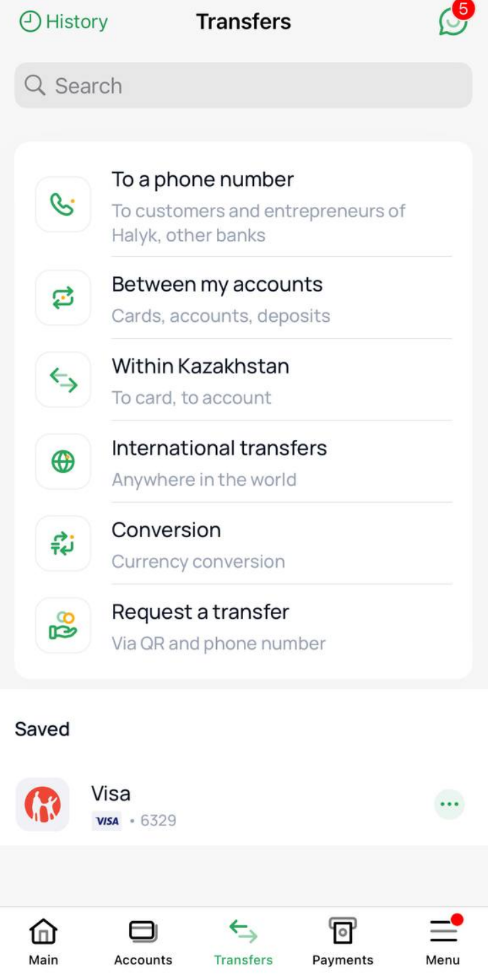 History
Transfers
5
Search
To a phone number
To customers and entrepreneurs of
Halyk, other banks
Between my accounts
Cards, accounts, deposits
Within Kazakhstan
To card, to account
International transfers
Anywhere in the world
Conversion
Currency conversion
Request a transfer
Via QR and phone number
Saved
Visa
VISA • 6329
Main
Accounts
Transfers
Payments
Menu